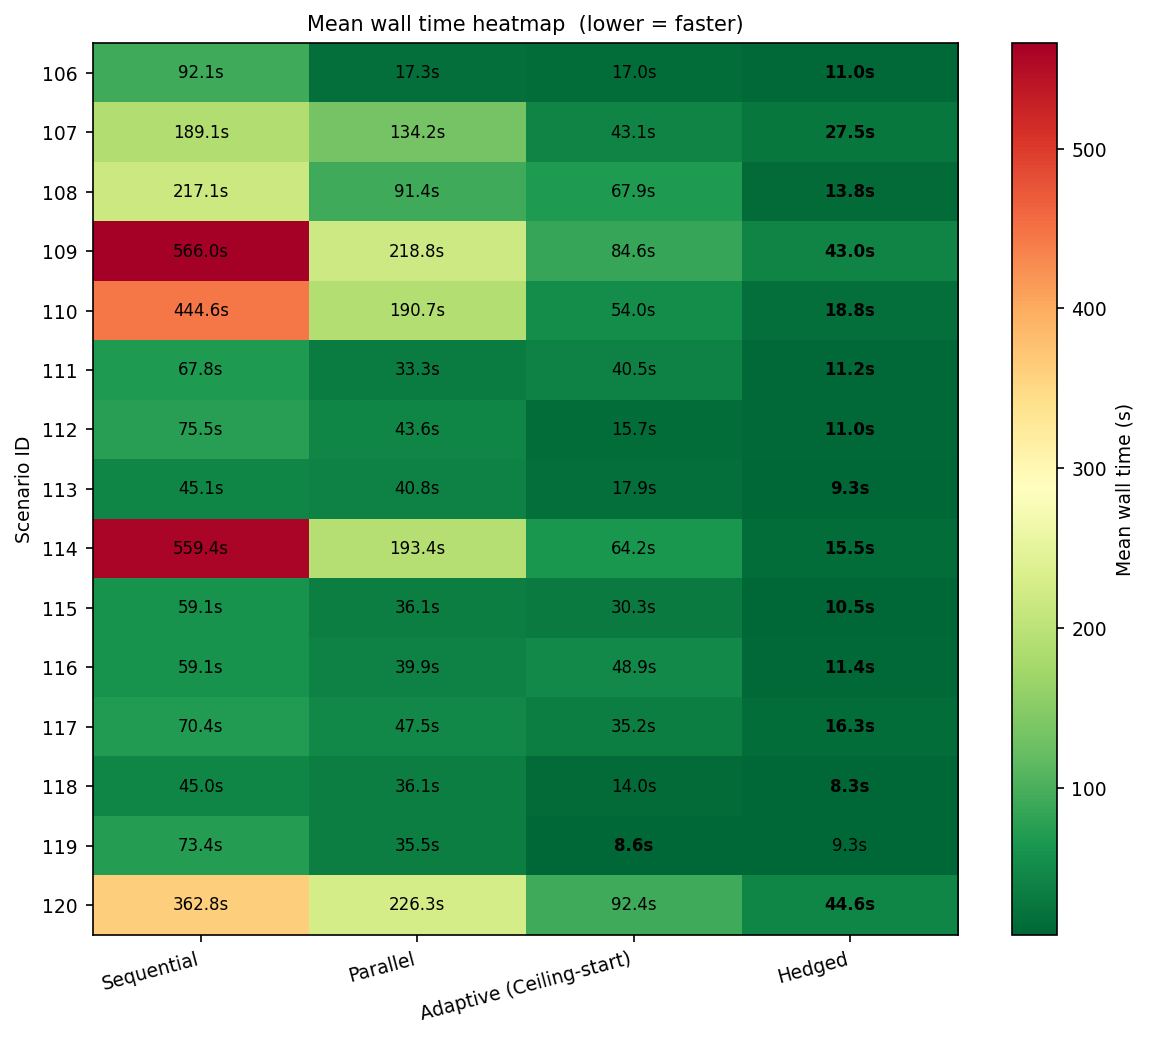 Mean wall time heatmap  (lower = faster)
106 92.1s 17.3s 17.0s 11.0s
107 189.1s 134.2s 43.1s 27.5s
108 217.1s 91.4s 67.9s 13.8s
109 566.0s 218.8s 84.6s 43.0s
110 444.6s 190.7s 54.0s 18.8s
111 67.8s 33.3s 40.5s 11.2s
112 75.5s 43.6s 15.7s 11.0s
113 45.1s 40.8s 17.9s 9.3s
114 559.4s 193.4s 64.2s 15.5s
115 59.1s 36.1s 30.3s 10.5s
116 59.1s 39.9s 48.9s 11.4s
117 70.4s 47.5s 35.2s 16.3s
118 45.0s 36.1s 14.0s 8.3s
119 73.4s 35.5s 8.6s 9.3s
120 362.8s 226.3s 92.4s 44.6s
Scenario ID
Sequential Parallel Adaptive (Ceiling-start) Hedged
500
400
300
200
100
Mean wall time (s)